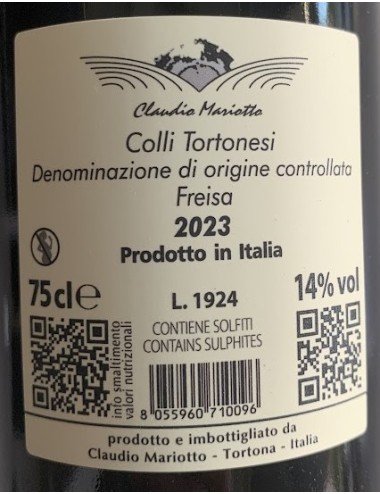 Claudio Mariotto
Colli Tortonesi
Denominazione di origine controllata
Freisa
2023
Prodotto in Italia
75cl℮
L. 1924
14% vol
CONTIENE SOLFITI
CONTAINS SULPHITES
info smaltimento
valori nutrizionali
8 055960 710096
prodotto e imbottigliato da
Claudio Mariotto - Tortona - Italia